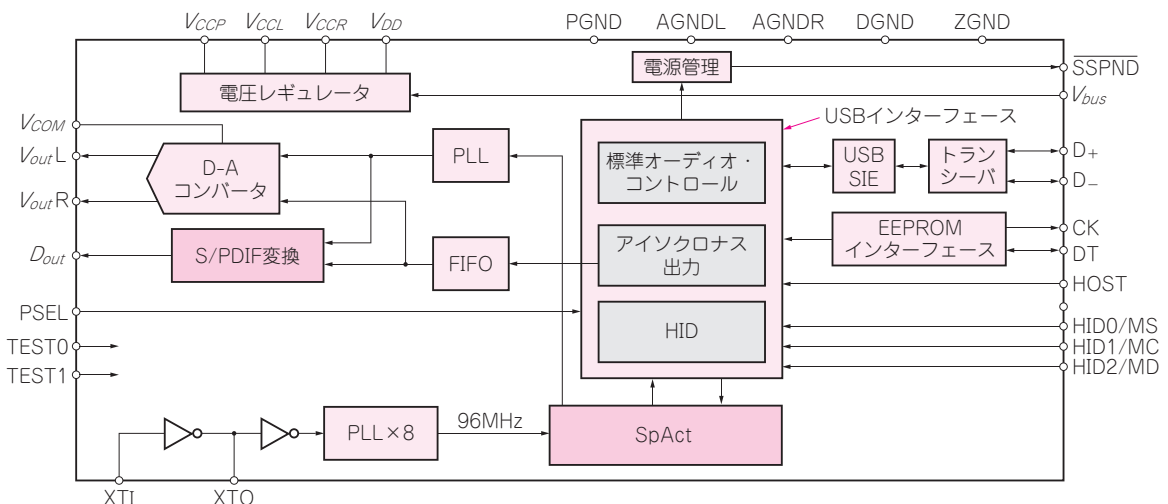 VCCP VCCL VCCR VDD PGND AGNDL AGNDR DGND ZGND
電源管理
SSPND
電圧レギュレータ
Vbus
VCOM
USBインターフェース
D-A
コンバータ
PLL
標準オーディオ・
コントロール
USB
SIE
トラン
シーバ
D+
D−
VoutL
VoutR
EEPROM
インターフェース
CK
DT
Dout
S/PDIF変換
FIFO
アイソクロナス
出力
HOST
PSEL
HID
HID0/MS
HID1/MC
HID2/MD
TEST0
TEST1
PLL×8
96MHz
SpAct
XTI XTO